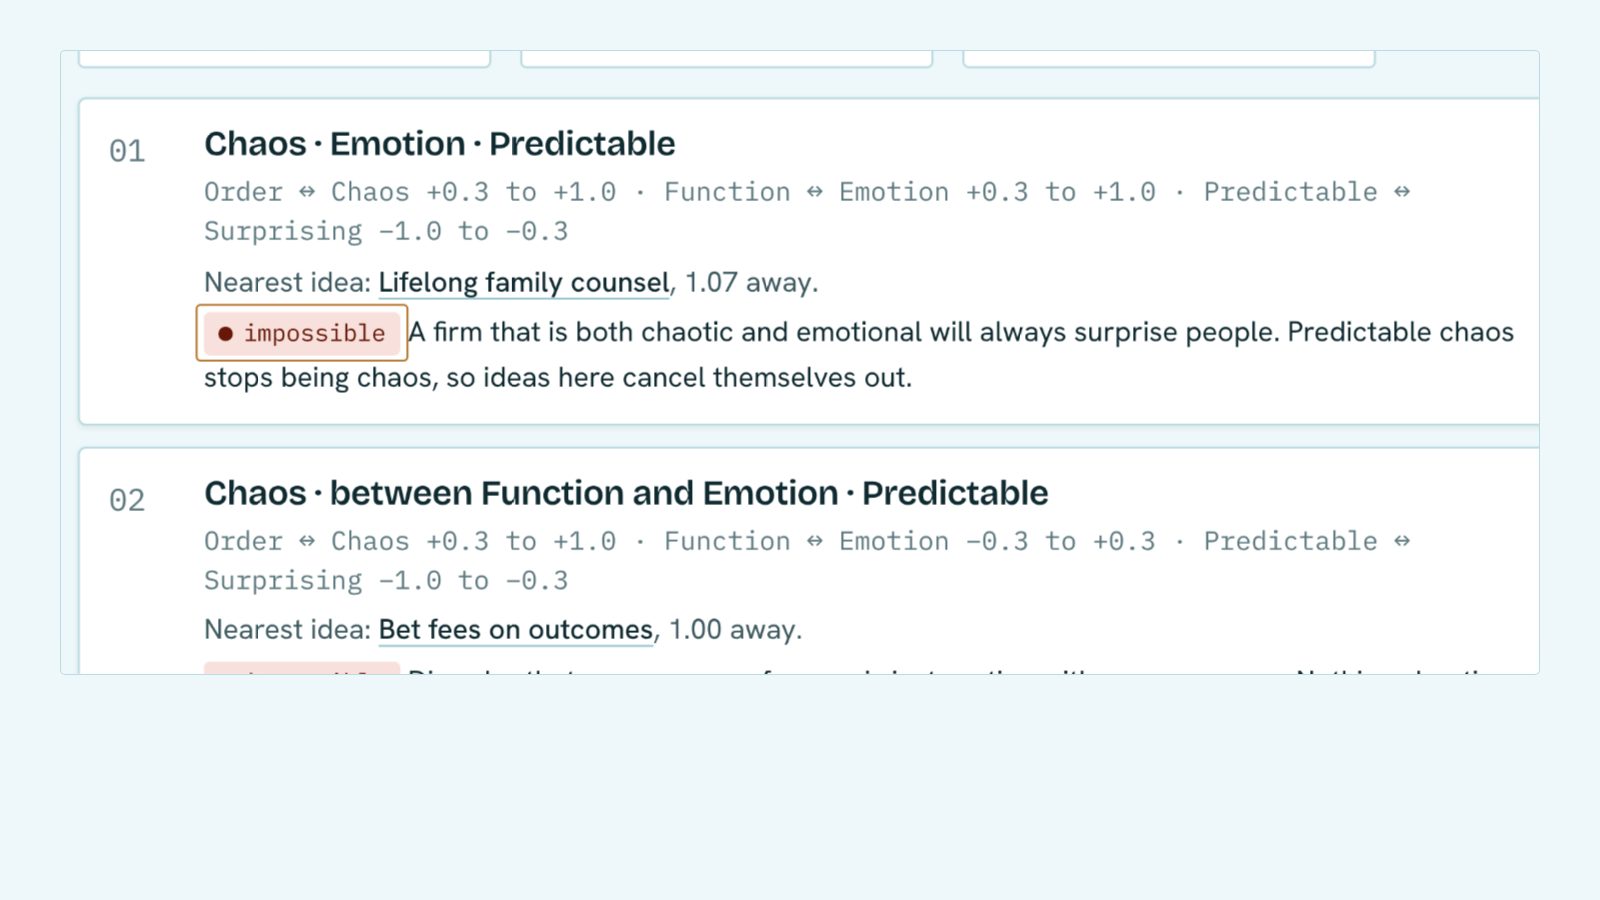 01
Chaos · Emotion · Predictable
Order ↔ Chaos +0.3 to +1.0 · Function ↔ Emotion +0.3 to +1.0 · Predictable ↔
Surprising −1.0 to −0.3
Nearest idea: Lifelong family counsel, 1.07 away.
● impossible A firm that is both chaotic and emotional will always surprise people. Predictable chaos
stops being chaos, so ideas here cancel themselves out.
02
Chaos · between Function and Emotion · Predictable
Order ↔ Chaos +0.3 to +1.0 · Function ↔ Emotion −0.3 to +0.3 · Predictable ↔
Surprising −1.0 to −0.3
Nearest idea: Bet fees on outcomes, 1.00 away.